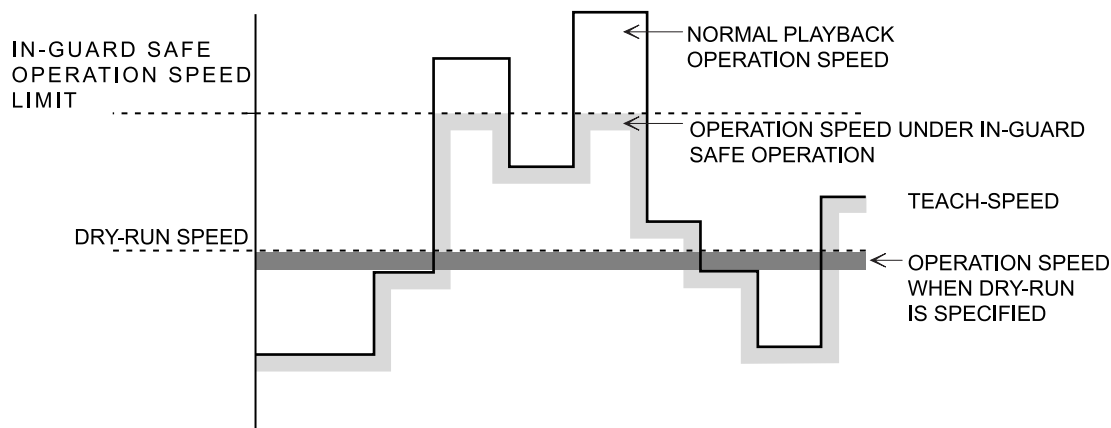 IN-GUARD SAFE
OPERATION SPEED
LIMIT
NORMAL PLAYBACK
OPERATION SPEED
OPERATION SPEED UNDER IN-GUARD
SAFE OPERATION
TEACH-SPEED
DRY-RUN SPEED
OPERATION SPEED
WHEN DRY-RUN
IS SPECIFIED